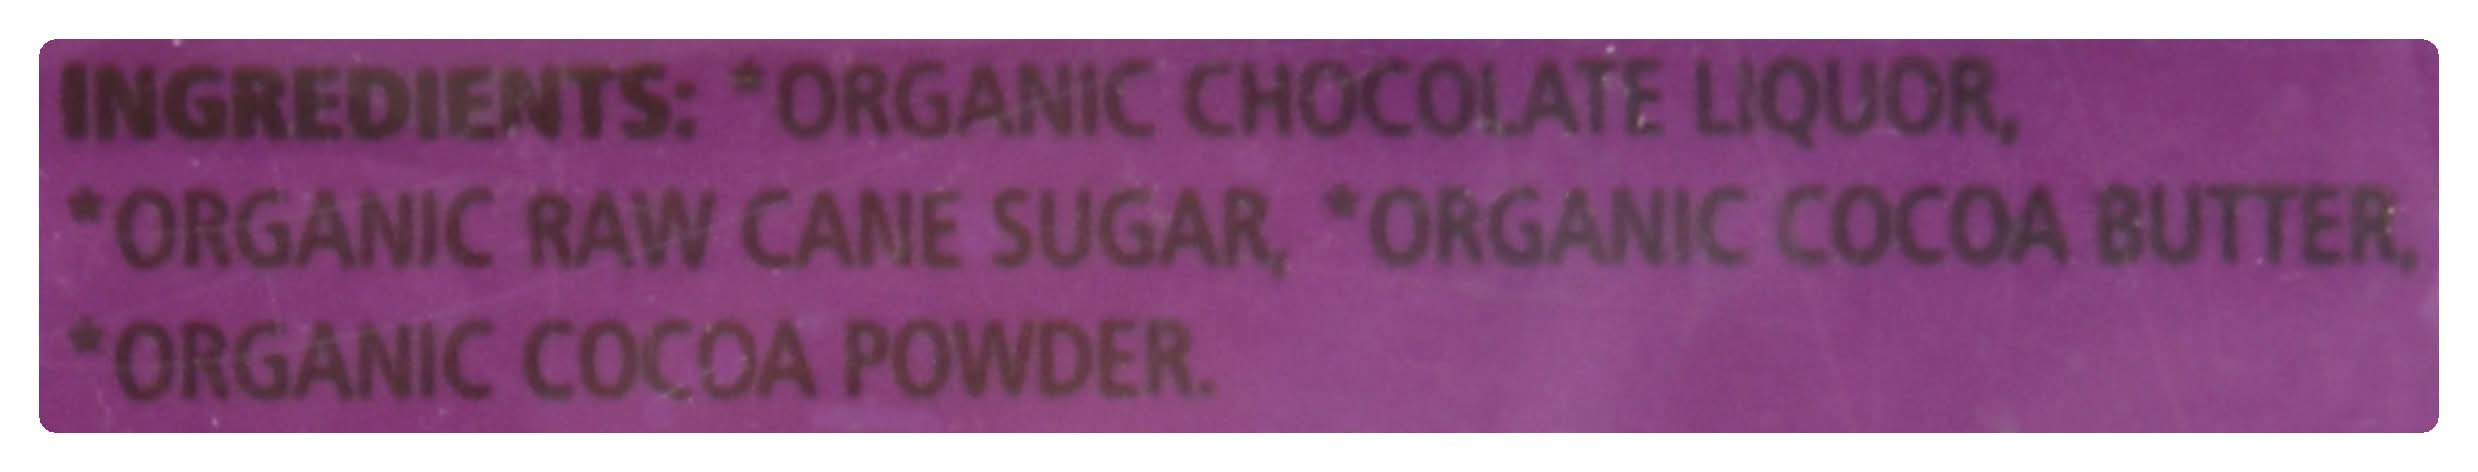 INGREDIENTS: *ORGANIC CHOCOLATE LIQUOR,
*ORGANIC RAW CANE SUGAR, *ORGANIC COCOA BUTTER,
*ORGANIC COCOA POWDER.